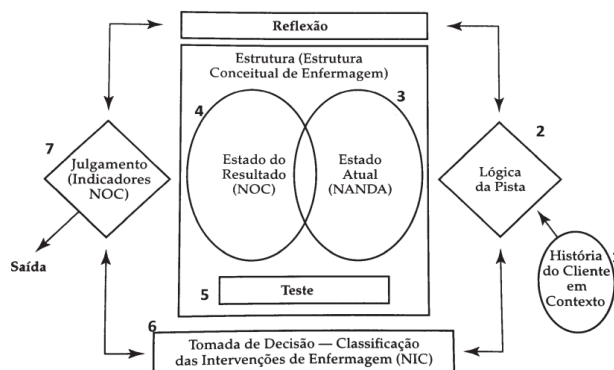 Reflexão
Estrutura (Estrutura
Conceitual de Enfermagem)
4
3
7
2
Julgamento
(Indicadores
NOC)
Estado do
Resultado
(NOC)
Estado
Atual
(NANDA)
Lógica
da Pista
Saída
História
do Cliente
em
Contexto
5
Teste
6
Tomada de Decisão — Classificação
das Intervenções de Enfermagem (NIC)